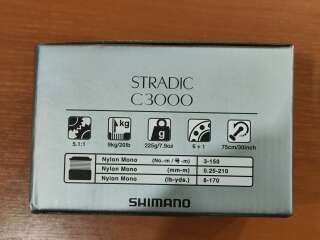 STRADIC
C3000
kg
g
5.1:1
9kg/20lb
225g/7.9oz
6 + 1
75cm/30inch
Nylon Mono (No.-m / 号-m) 3-150
Nylon Mono (mm-m) 0.25-210
Nylon Mono (lb-yds.) 8-170
SHIMANO